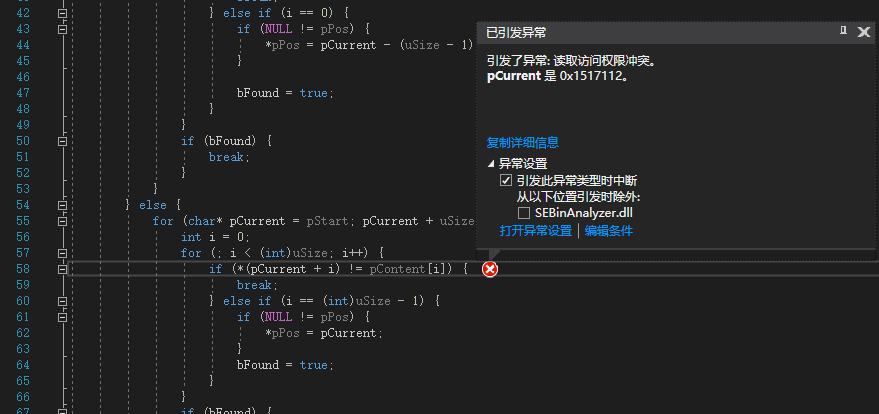 42 } else if (i == 0) {
43 if (NULL != pPos) {
44 *pPos = pCurrent - (uSize - 1)
45 }
46
47 bFound = true;
48 }
49 }
50 if (bFound) {
51 break;
52 }
53 }
54 } else {
55 for (char* pCurrent = pStart; pCurrent + uSize
56 int i = 0;
57 for (; i < (int)uSize; i++) {
58 if (*(pCurrent + i) != pContent[i]) {
59 break;
60 } else if (i == (int)uSize - 1) {
61 if (NULL != pPos) {
62 *pPos = pCurrent;
63 }
64 bFound = true;
65 }
66 }
67 if (bFound) {
已引发异常
引发了异常: 读取访问权限冲突。
pCurrent 是 0x1517112。
复制详细信息
异常设置
引发此异常类型时中断
从以下位置引发时除外:
SEBinAnalyzer.dll
打开异常设置 | 编辑条件